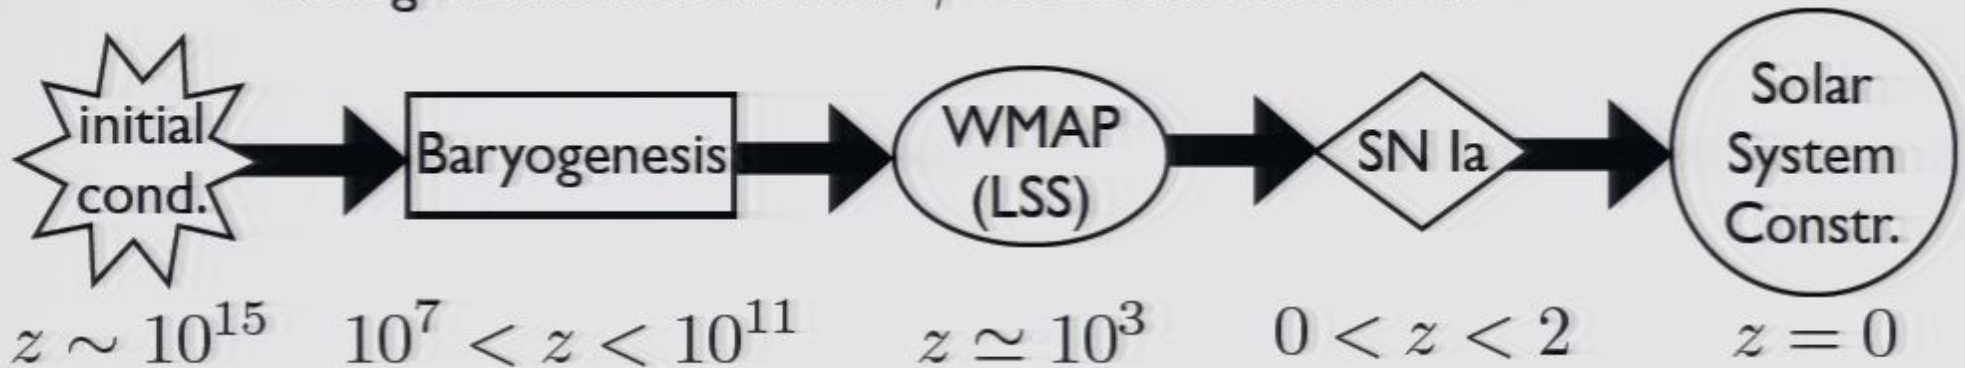 initial
cond.
Baryogenesis
WMAP
(LSS)
SN Ia
Solar
System
Constr.
z ∼ 10^15
10^7 < z < 10^11
z ≃ 10^3
0 < z < 2
z = 0